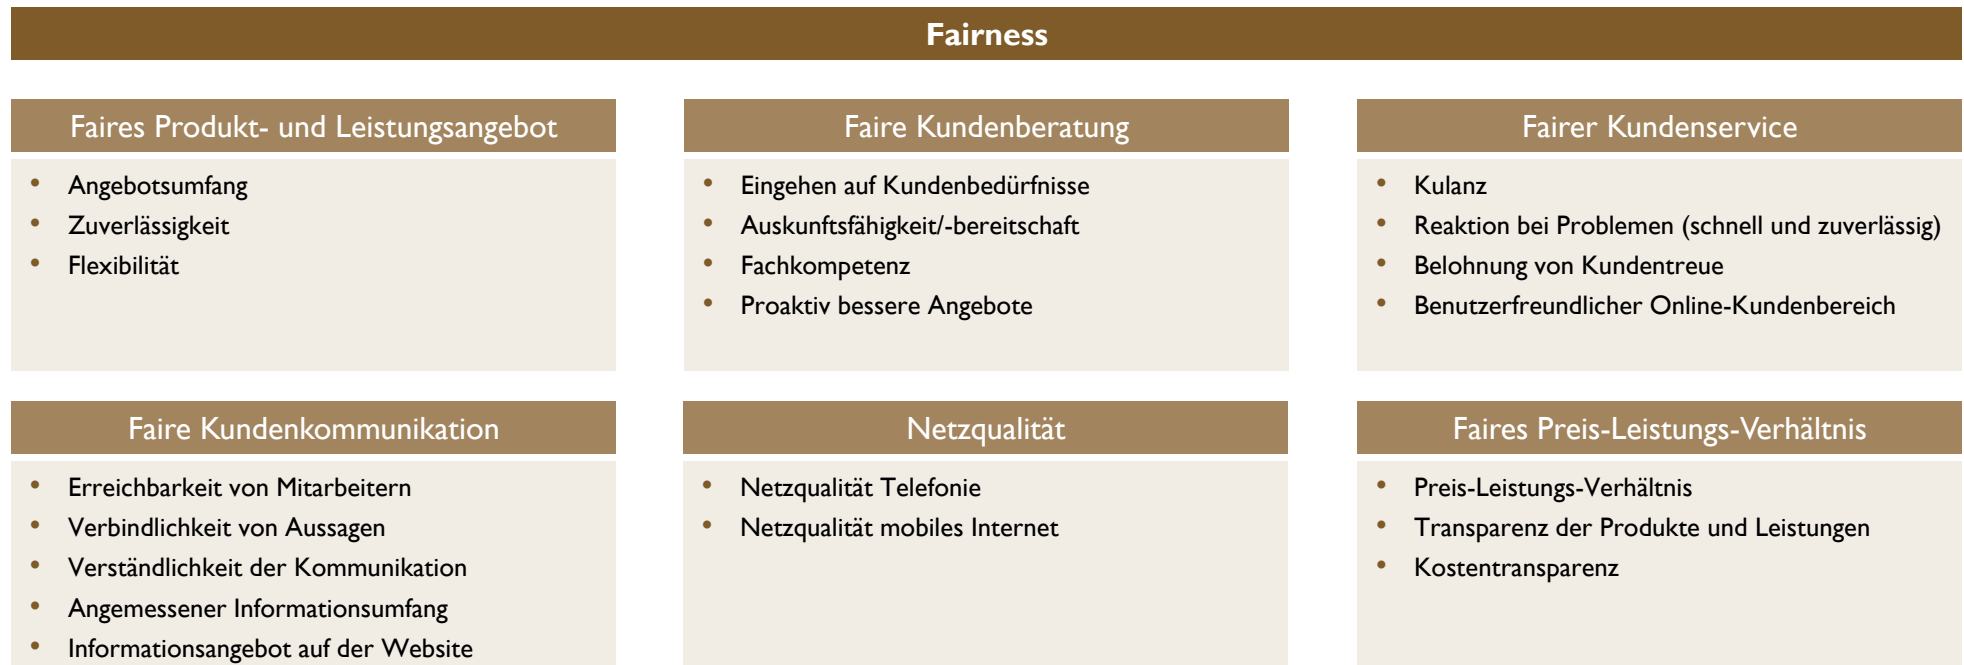 Fairness
Faires Produkt- und Leistungsangebot
• Angebotsumfang
• Zuverlässigkeit
• Flexibilität
Faire Kundenberatung
• Eingehen auf Kundenbedürfnisse
• Auskunftsfähigkeit/-bereitschaft
• Fachkompetenz
• Proaktiv bessere Angebote
Fairer Kundenservice
• Kulanz
• Reaktion bei Problemen (schnell und zuverlässig)
• Belohnung von Kundentreue
• Benutzerfreundlicher Online-Kundenbereich
Faire Kundenkommunikation
• Erreichbarkeit von Mitarbeitern
• Verbindlichkeit von Aussagen
• Verständlichkeit der Kommunikation
• Angemessener Informationsumfang
• Informationsangebot auf der Website
Netzqualität
• Netzqualität Telefonie
• Netzqualität mobiles Internet
Faires Preis-Leistungs-Verhältnis
• Preis-Leistungs-Verhältnis
• Transparenz der Produkte und Leistungen
• Kostentransparenz